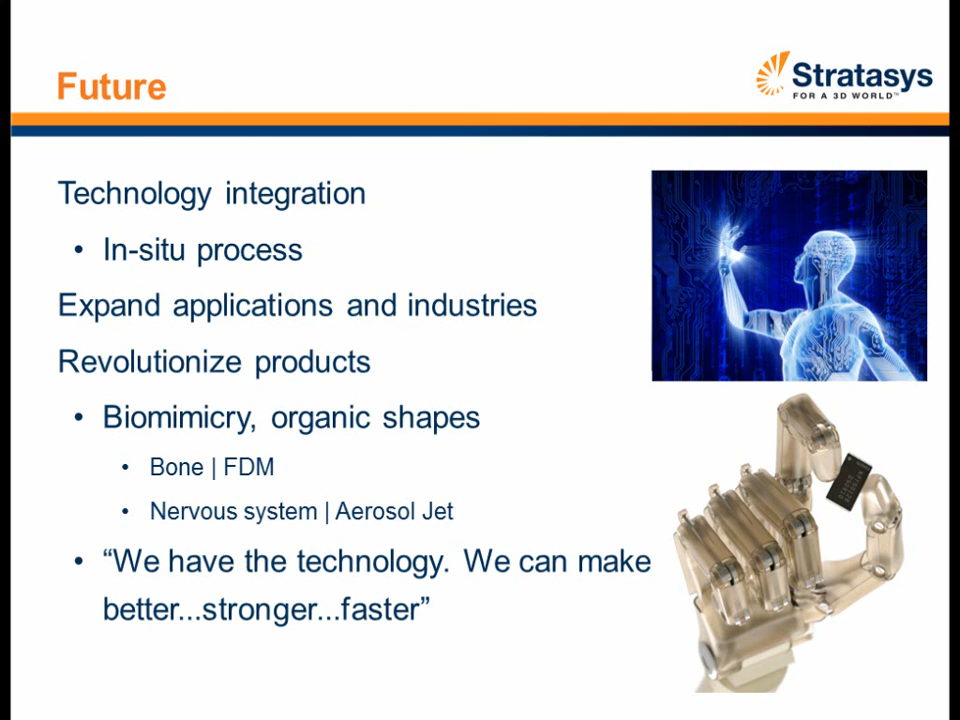 Future
Stratasys
FOR A 3D WORLD™
Technology integration
• In-situ process
Expand applications and industries
Revolutionize products
• Biomimicry, organic shapes
• Bone | FDM
• Nervous system | Aerosol Jet
• “We have the technology. We can make
better...stronger...faster”